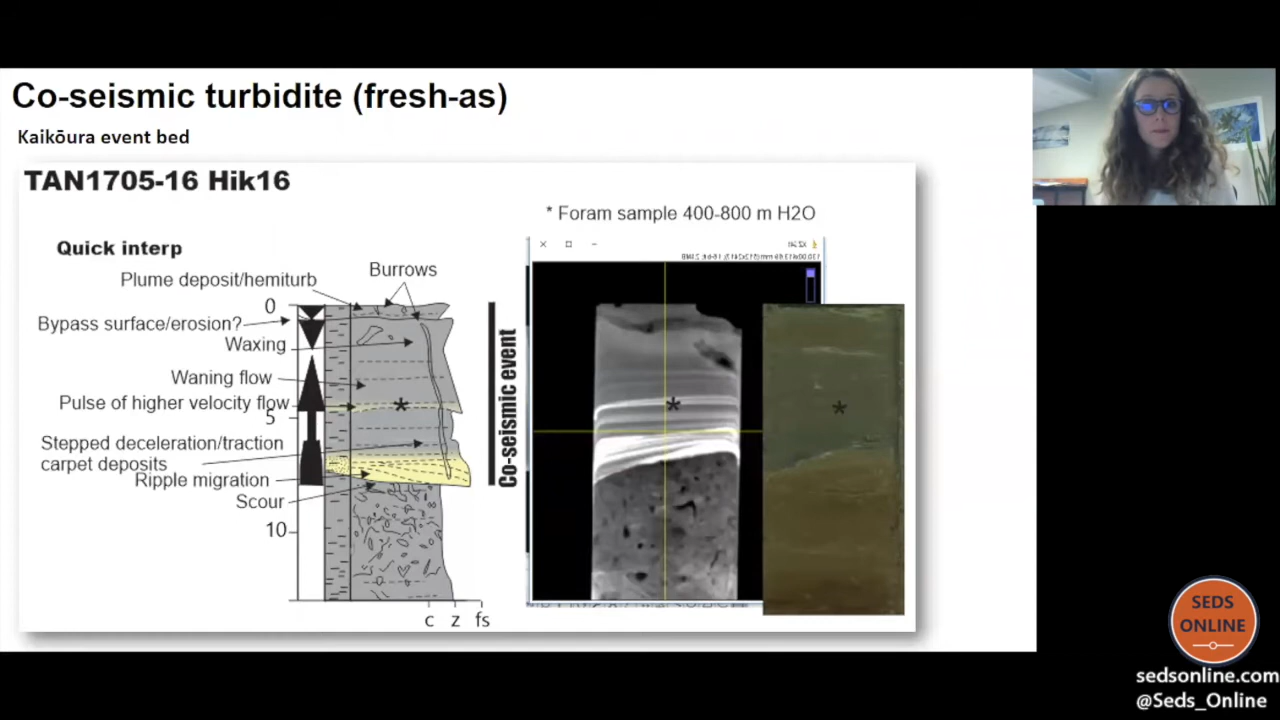 Co-seismic turbidite (fresh-as)
Kaikōura event bed
TAN1705-16 Hik16
* Foram sample 400-800 m H2O
Quick interp
Plume deposit/hemiturb
Burrows
0
Bypass surface/erosion?
Waxing
Waning flow
Pulse of higher velocity flow
5
Stepped deceleration/traction
carpet deposits
Ripple migration
Scour
10
c z fs
Co-seismic event
*
*
*
SEDS
ONLINE
sedsonline.com
@Seds_Online